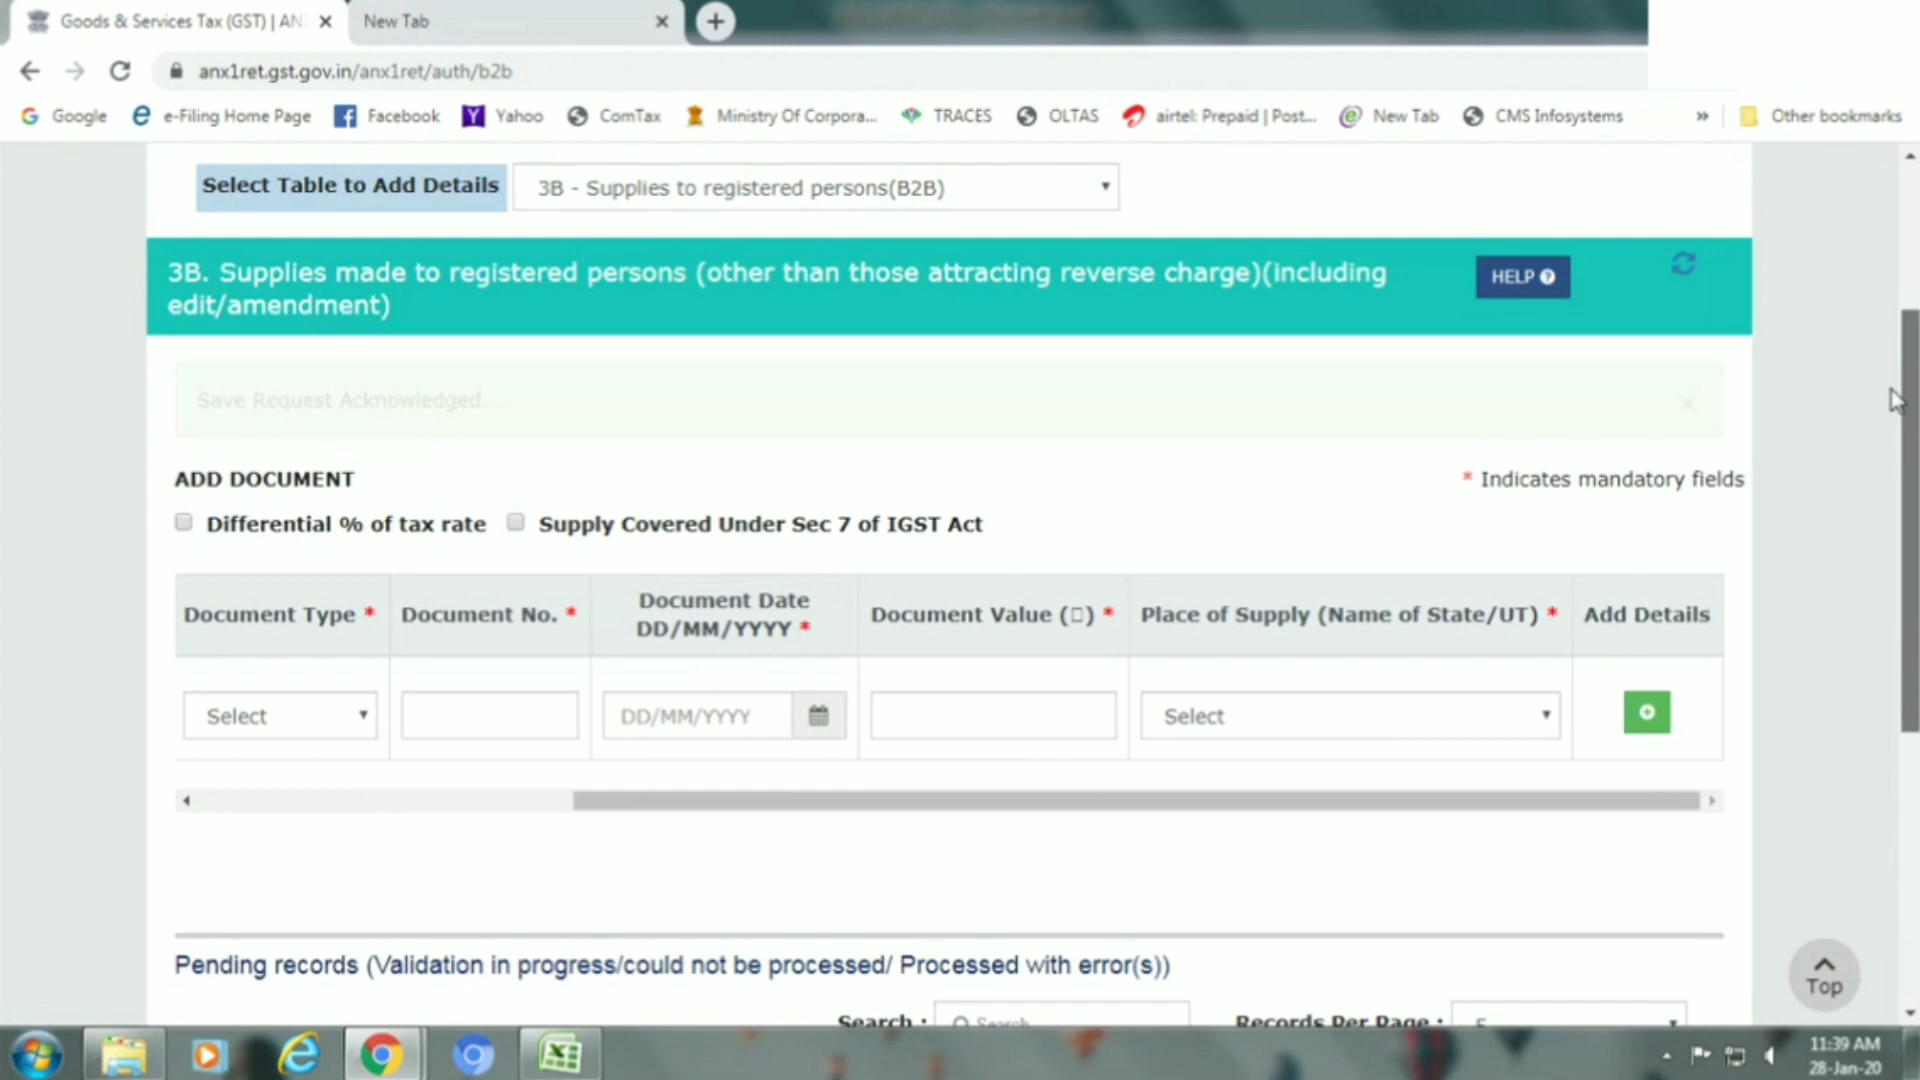 Goods & Services Tax (GST) | AN
New Tab
anx1ret.gst.gov.in/anx1ret/auth/b2b
Google
e-Filing Home Page
Facebook
Yahoo
ComTax
Ministry Of Corpora...
TRACES
OLTAS
airtel: Prepaid | Post...
New Tab
CMS Infosystems
»
Other bookmarks
Select Table to Add Details
3B - Supplies to registered persons(B2B)
3B. Supplies made to registered persons (other than those attracting reverse charge)(including
edit/amendment)
HELP
Save Request Acknowledged.
ADD DOCUMENT
* Indicates mandatory fields
Differential % of tax rate
Supply Covered Under Sec 7 of IGST Act
Document Type *
Document No. *
Document Date
DD/MM/YYYY *
Document Value (▯) *
Place of Supply (Name of State/UT) *
Add Details
Select
DD/MM/YYYY
Select
Pending records (Validation in progress/could not be processed/ Processed with error(s))
Top
Search :
Search
Records Per Page :
11:39 AM
28-Jan-20